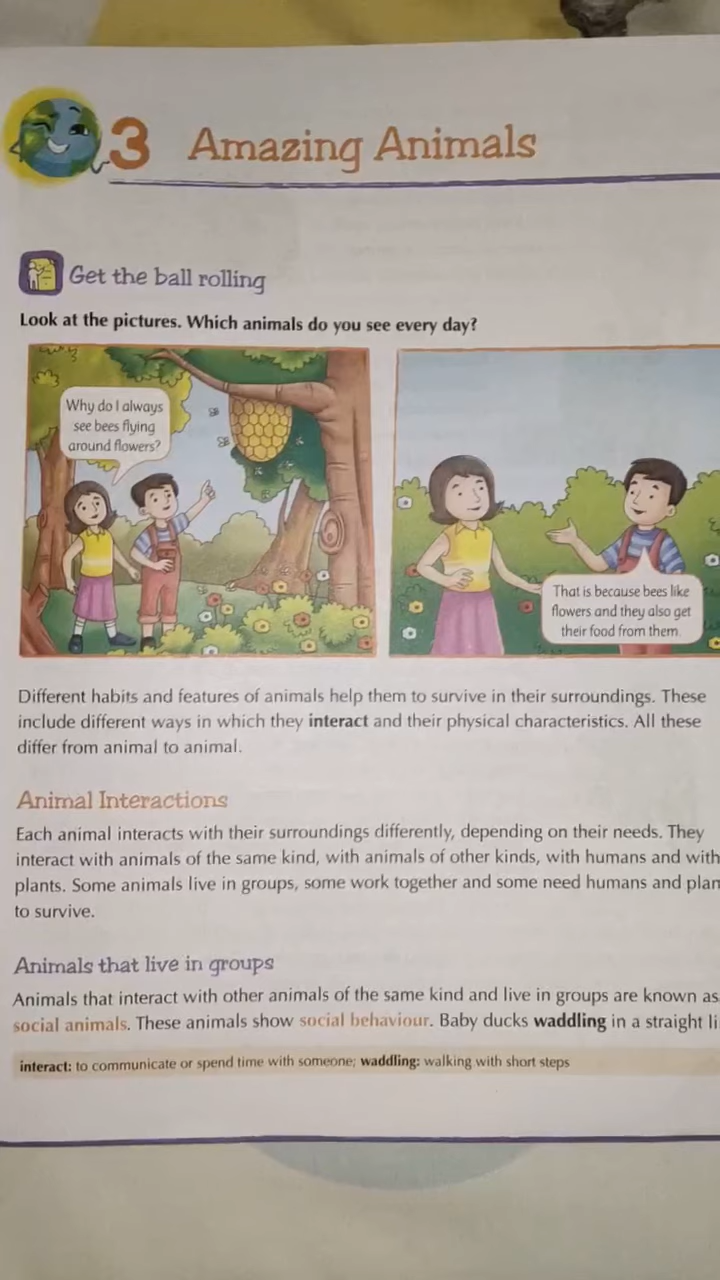 3 Amazing Animals
Get the ball rolling
Look at the pictures. Which animals do you see every day?
Why do I always
see bees flying
around flowers?
That is because bees like
flowers and they also get
their food from them.
Different habits and features of animals help them to survive in their surroundings. These
include different ways in which they interact and their physical characteristics. All these
differ from animal to animal.
Animal Interactions
Each animal interacts with their surroundings differently, depending on their needs. They
interact with animals of the same kind, with animals of other kinds, with humans and with
plants. Some animals live in groups, some work together and some need humans and plan
to survive.
Animals that live in groups
Animals that interact with other animals of the same kind and live in groups are known as
social animals. These animals show social behaviour. Baby ducks waddling in a straight li
interact: to communicate or spend time with someone; waddling: walking with short steps